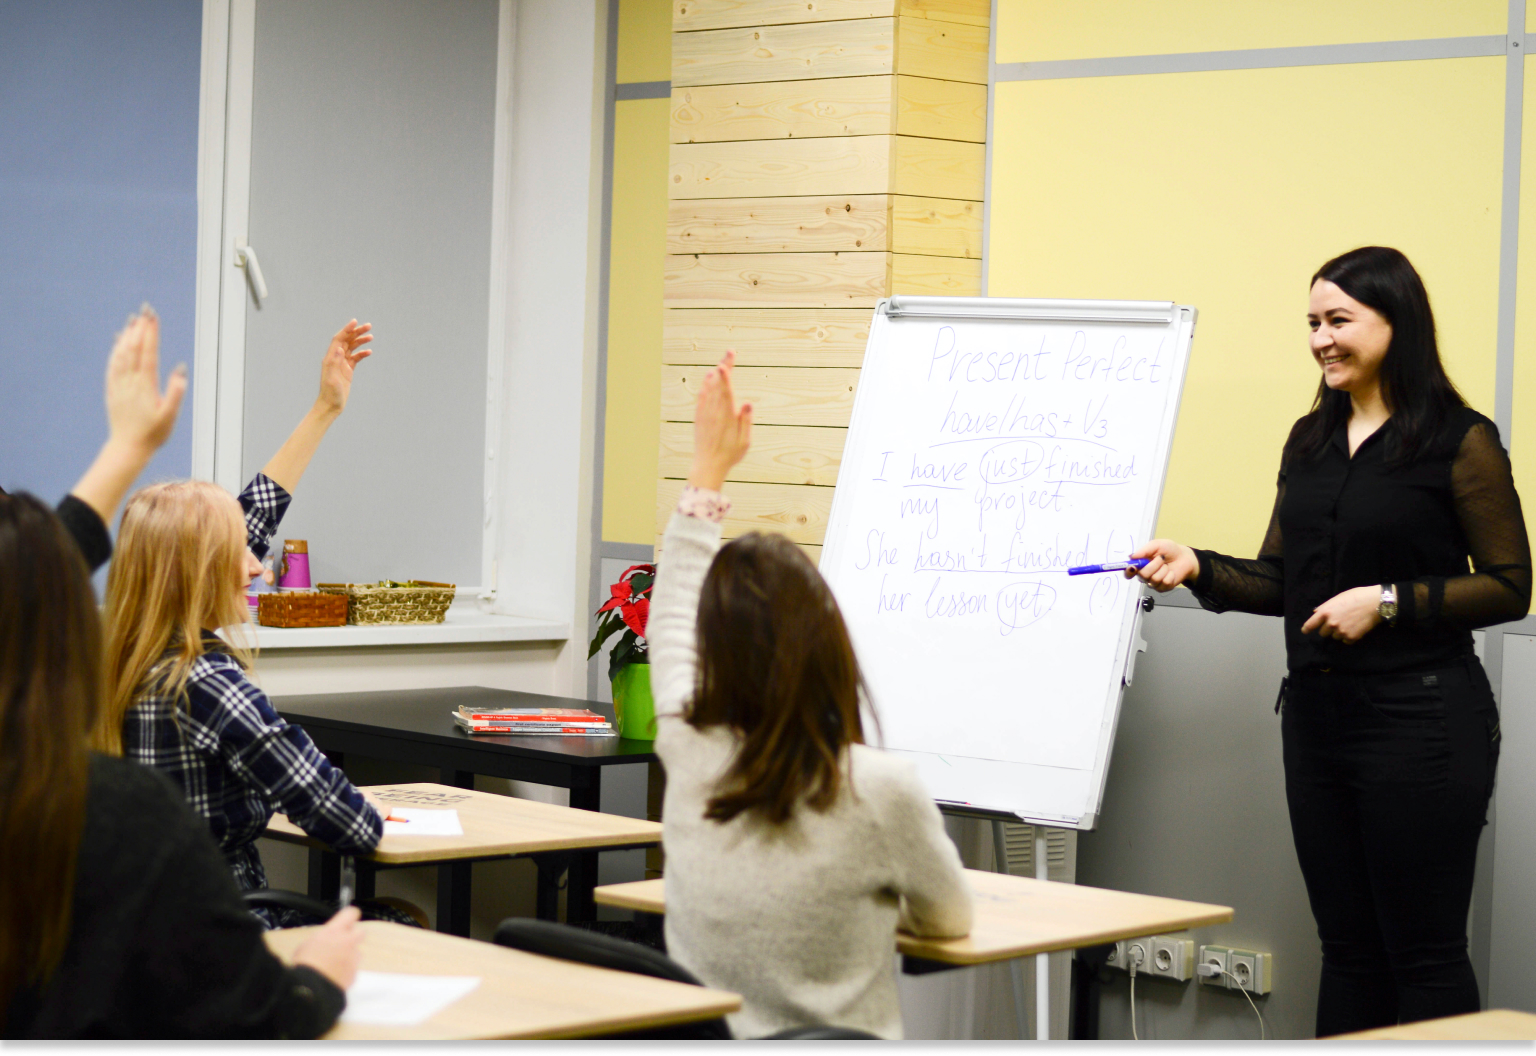 Present Perfect
have/has + V3
I have just finished
my project.
She hasn't finished (-)
her lesson yet. (?)